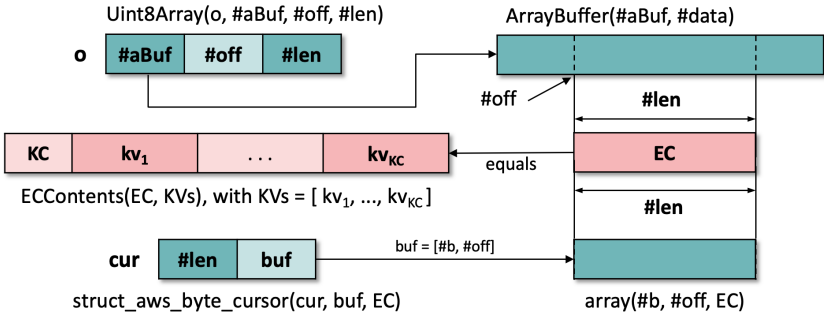 Uint8Array(o, #aBuf, #off, #len)
ArrayBuffer(#aBuf, #data)
o
#aBuf #off #len
#off
#len
KC kv1 ... kvKC
equals
EC
ECContents(EC, KVs), with KVs = [ kv1, ..., kvKC ]
#len
cur
#len buf
buf = [#b, #off]
struct_aws_byte_cursor(cur, buf, EC)
array(#b, #off, EC)